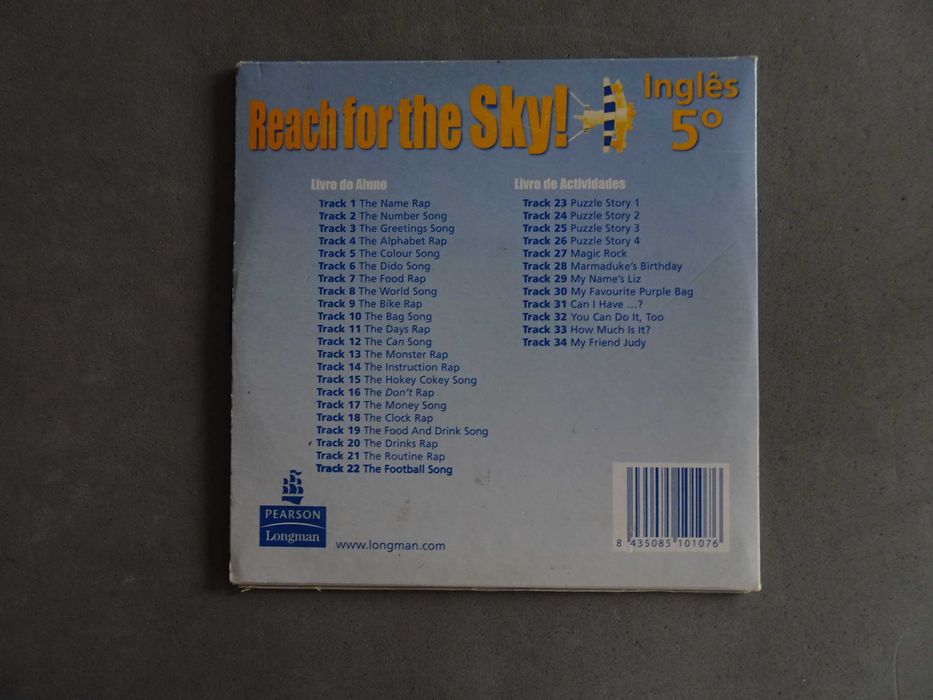 Reach for the Sky!
Inglês
5º
Livro do Aluno
Track 1 The Name Rap
Track 2 The Number Song
Track 3 The Greetings Song
Track 4 The Alphabet Rap
Track 5 The Colour Song
Track 6 The Dido Song
Track 7 The Food Rap
Track 8 The World Song
Track 9 The Bike Rap
Track 10 The Bag Song
Track 11 The Days Rap
Track 12 The Can Song
Track 13 The Monster Rap
Track 14 The Instruction Rap
Track 15 The Hokey Cokey Song
Track 16 The Don't Rap
Track 17 The Money Song
Track 18 The Clock Rap
Track 19 The Food And Drink Song
Track 20 The Drinks Rap
Track 21 The Routine Rap
Track 22 The Football Song
Livro de Actividades
Track 23 Puzzle Story 1
Track 24 Puzzle Story 2
Track 25 Puzzle Story 3
Track 26 Puzzle Story 4
Track 27 Magic Rock
Track 28 Marmaduke's Birthday
Track 29 My Name's Liz
Track 30 My Favourite Purple Bag
Track 31 Can I Have ...?
Track 32 You Can Do It, Too
Track 33 How Much Is It?
Track 34 My Friend Judy
PEARSON
Longman
www.longman.com
8 435085 101076